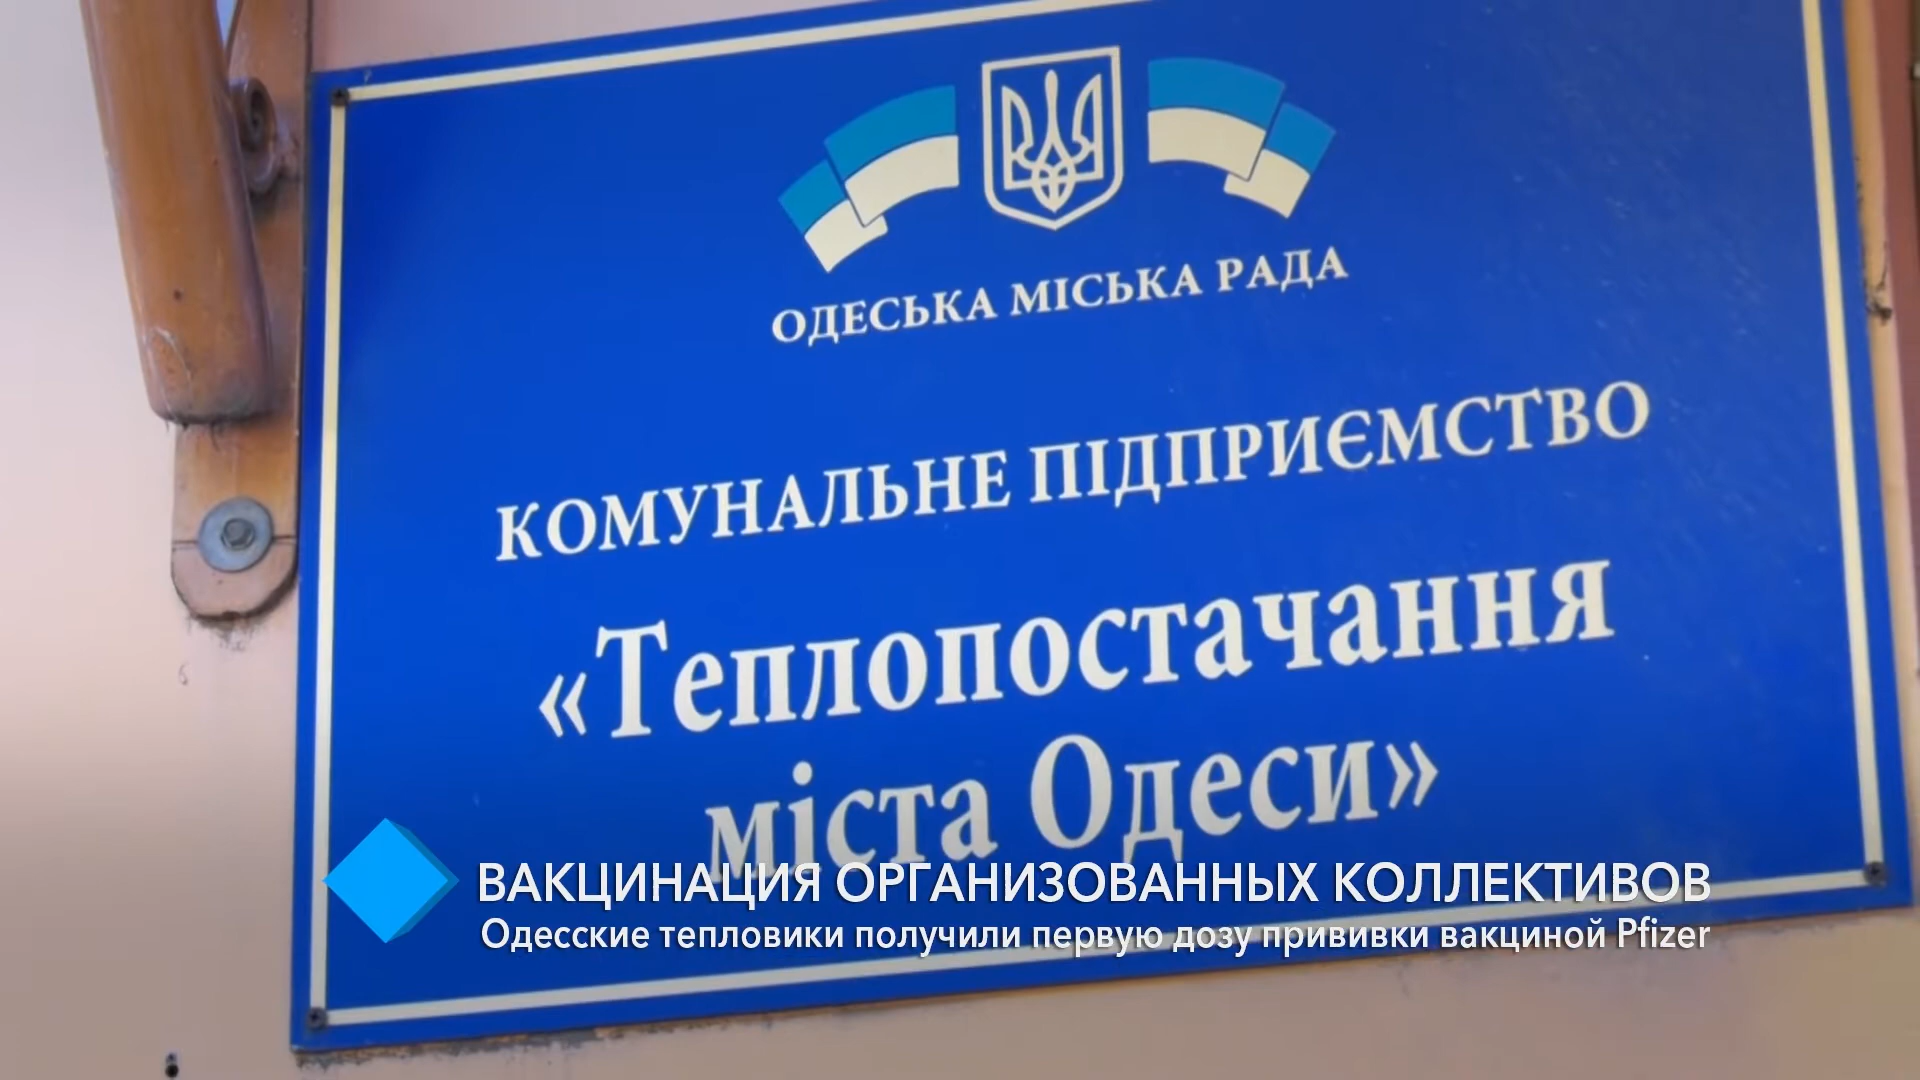 ОДЕСЬКА МІСЬКА РАДА
КОМУНАЛЬНЕ ПІДПРИЄМСТВО
«Теплопостачання
міста Одеси»
ВАКЦИНАЦИЯ ОРГАНИЗОВАННЫХ КОЛЛЕКТИВОВ
Одесские тепловики получили первую дозу прививки вакциной Pfizer